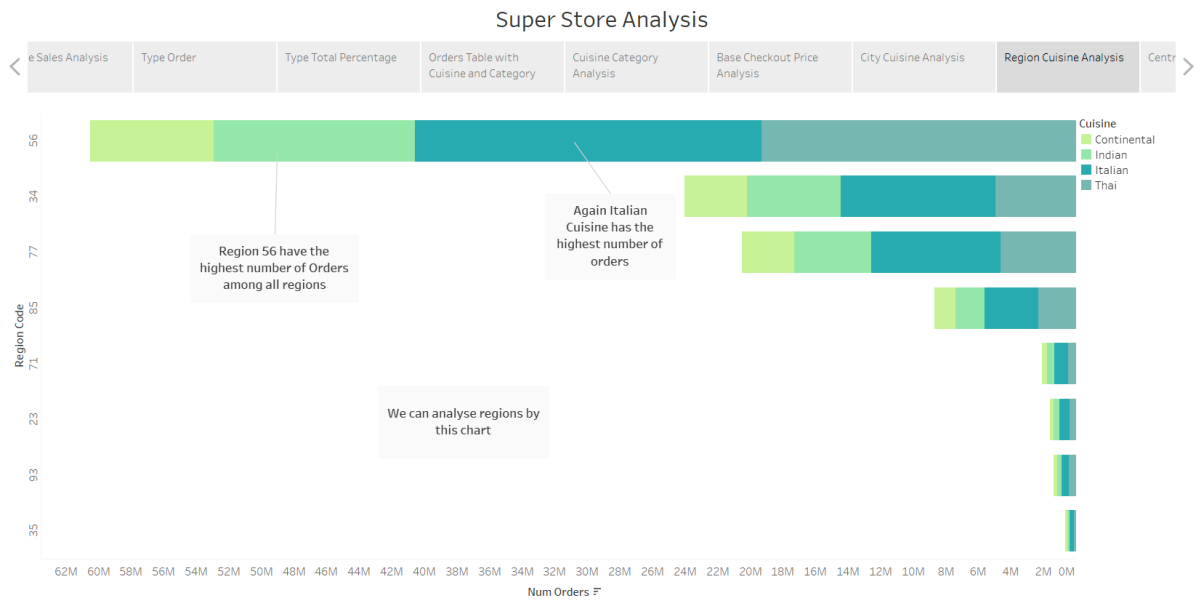 Super Store Analysis
e Sales Analysis
Type Order
Type Total Percentage
Orders Table with
Cuisine and Category
Cuisine Category
Analysis
Base Checkout Price
Analysis
City Cuisine Analysis
Region Cuisine Analysis
Centr
Cuisine
Continental
Indian
Italian
Thai
Region Code
56
34
77
85
71
23
93
35
Region 56 have the
highest number of Orders
among all regions
Again Italian
Cuisine has the
highest number of
orders
We can analyse regions by
this chart
62M 60M 58M 56M 54M 52M 50M 48M 46M 44M 42M 40M 38M 36M 34M 32M 30M 28M 26M 24M 22M 20M 18M 16M 14M 12M 10M 8M 6M 4M 2M 0M
Num Orders